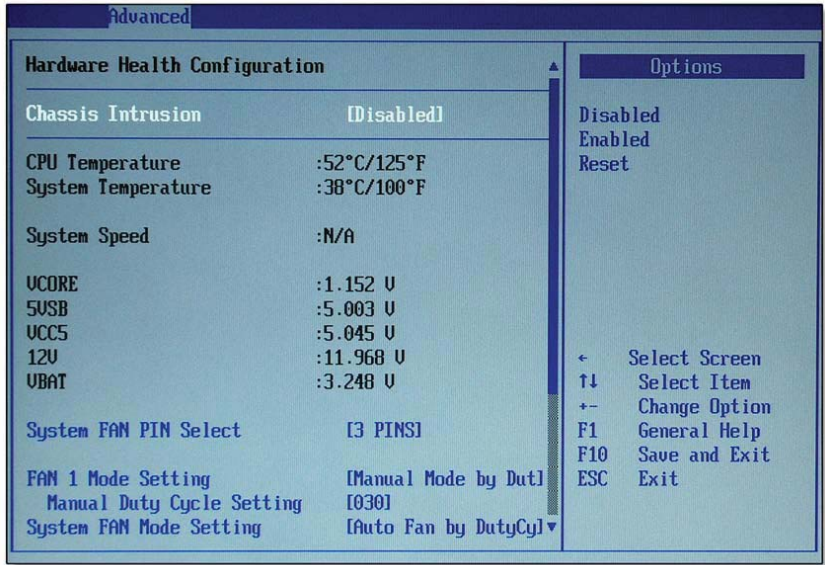 Advanced
Hardware Health Configuration
Chassis Intrusion [Disabled]
CPU Temperature :52°C/125°F
System Temperature :38°C/100°F
System Speed :N/A
VCORE :1.152 V
5VSB :5.003 V
VCC5 :5.045 V
12V :11.968 V
VBAT :3.248 V
System FAN PIN Select [3 PINS]
FAN 1 Mode Setting [Manual Mode by Dut]
Manual Duty Cycle Setting [030]
System FAN Mode Setting [Auto Fan by DutyCy]
Options
Disabled
Enabled
Reset
← Select Screen
↑↓ Select Item
+- Change Option
F1 General Help
F10 Save and Exit
ESC Exit